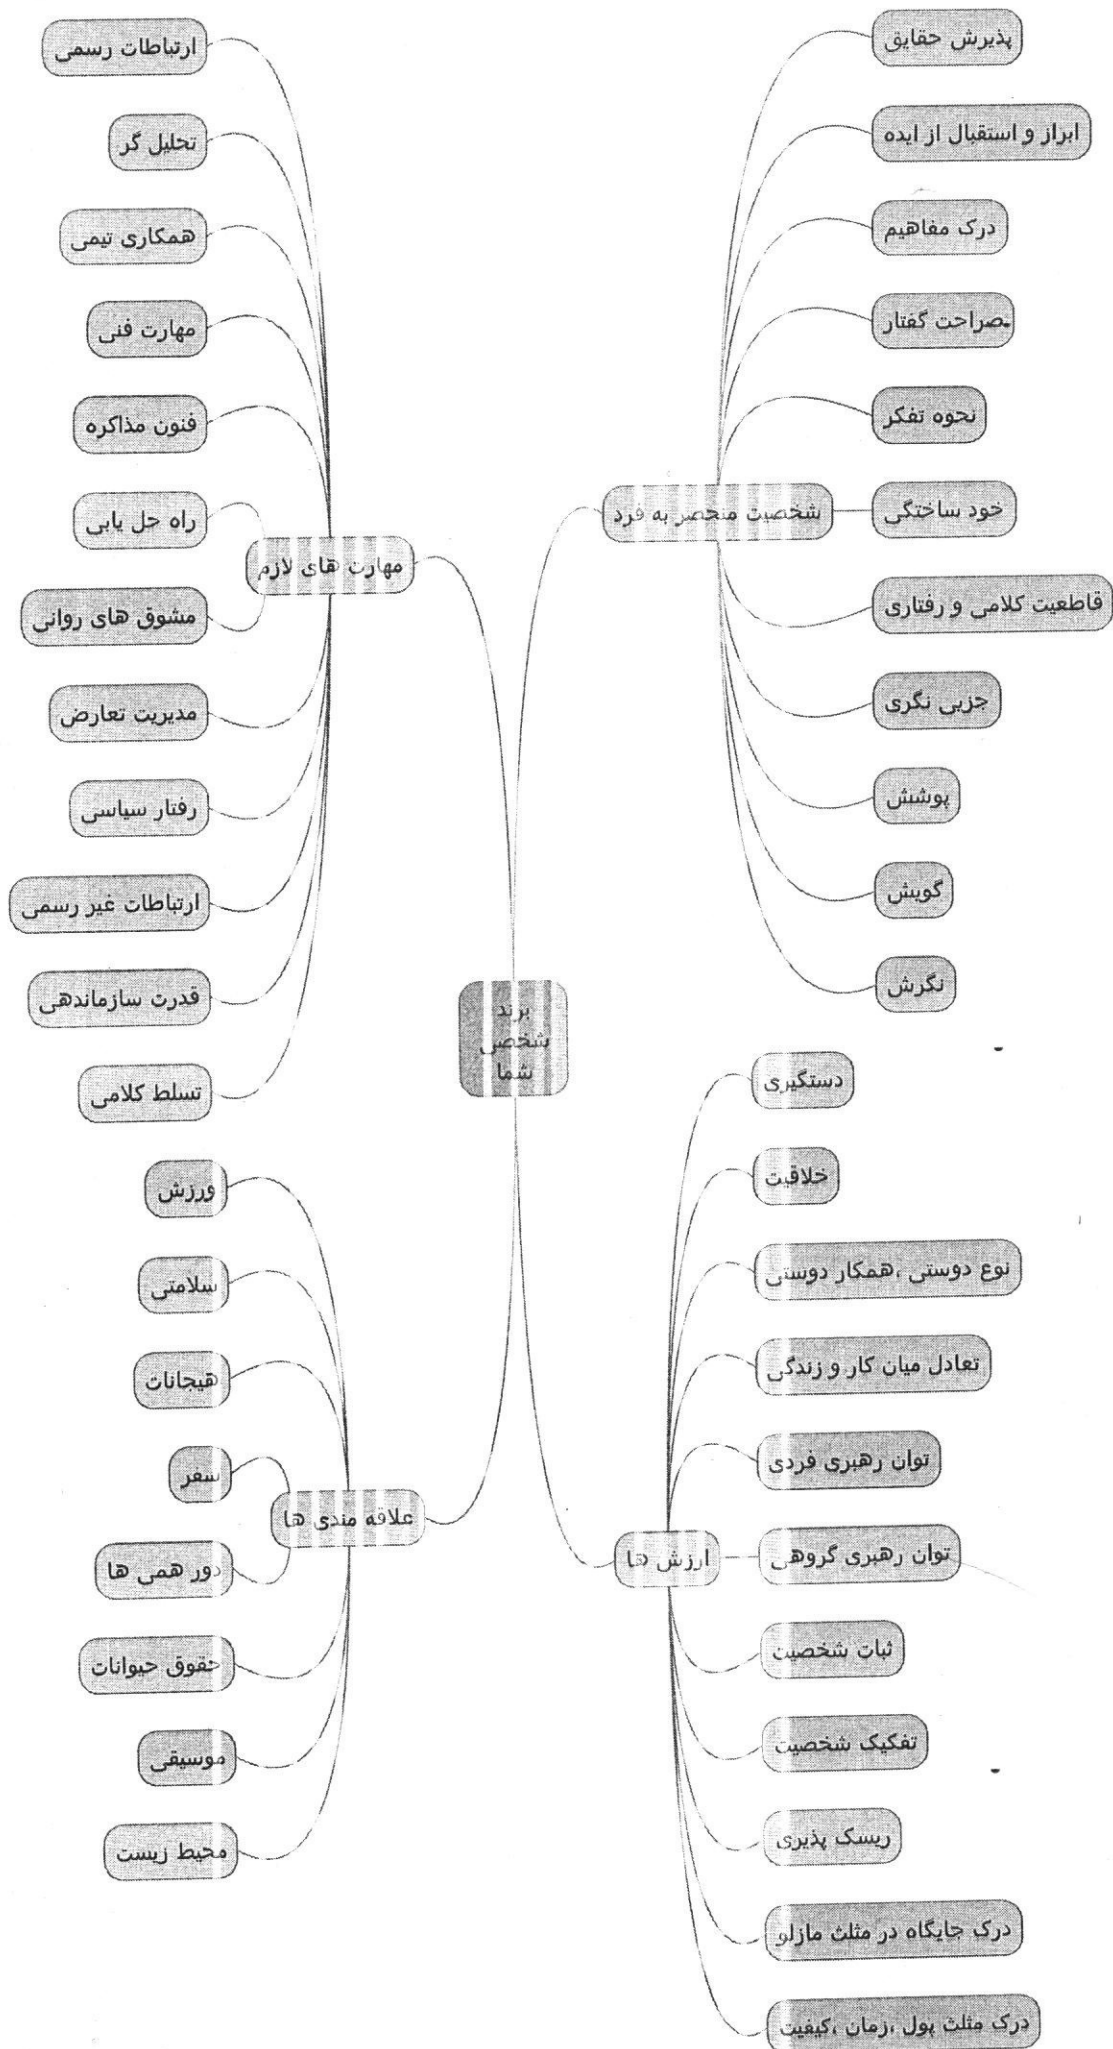 برند
شخصی
شما
شخصیت منحصر به فرد
پذیرش حقایق
ابراز و استقبال از ایده
درک مفاهیم
صراحت گفتار
نحوه تفکر
خود ساختگی
قاطعیت کلامی و رفتاری
جزیی نگری
پوشش
گویش
نگرش
ارزش ها
دستگیری
خلاقیت
نوع دوستی ،همکار دوستی
تعادل میان کار و زندگی
توان رهبری فردی
توان رهبری گروهی
ثبات شخصیت
تفکیک شخصیت
ریسک پذیری
درک جایگاه در مثلث مازلو
درک مثلث پول ،زمان ،کیفیت
مهارت های لازم
ارتباطات رسمی
تحلیل گر
همکاری تیمی
مهارت فنی
فنون مذاکره
راه حل یابی
مشوق های روانی
مدیریت تعارض
رفتار سیاسی
ارتباطات غیر رسمی
قدرت سازماندهی
تسلط کلامی
علاقه مندی ها
ورزش
سلامتی
هیجانات
سفر
دور همی ها
حقوق حیوانات
موسیقی
محیط زیست